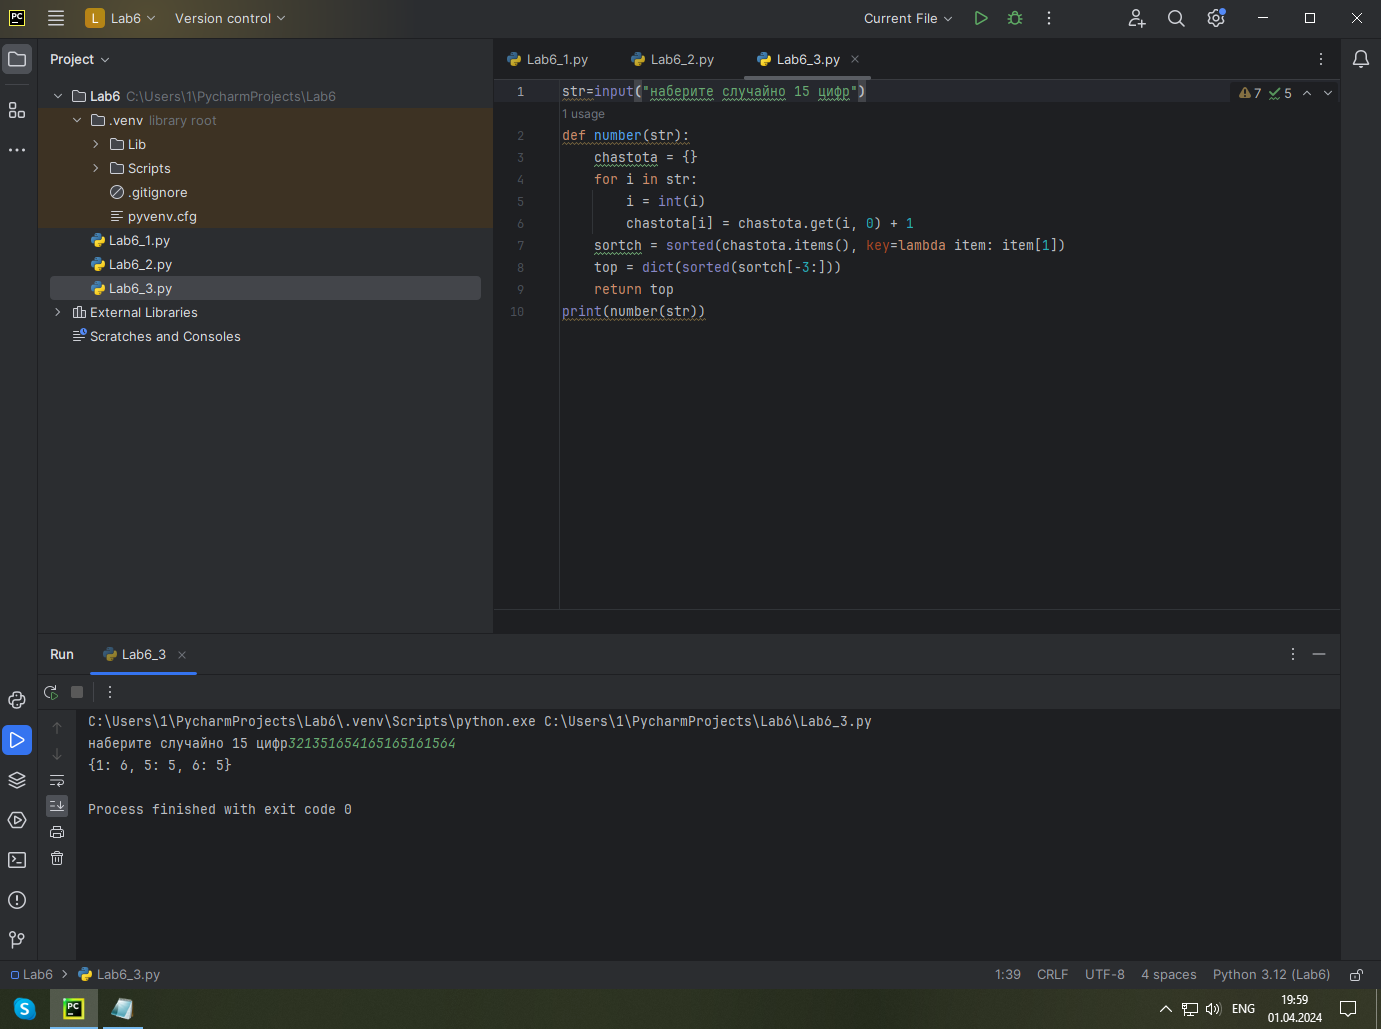 PC
L
Lab6
Version control
Current File
Project
Lab6_1.py
Lab6_2.py
Lab6_3.py
Lab6 C:\Users\1\PycharmProjects\Lab6
.venv library root
Lib
Scripts
.gitignore
pyvenv.cfg
Lab6_1.py
Lab6_2.py
Lab6_3.py
External Libraries
Scratches and Consoles
7 5
1 str=input("наберите случайно 15 цифр")
1 usage
2 def number(str):
3 chastota = {}
4 for i in str:
5 i = int(i)
6 chastota[i] = chastota.get(i, 0) + 1
7 sortch = sorted(chastota.items(), key=lambda item: item[1])
8 top = dict(sorted(sortch[-3:]))
9 return top
10 print(number(str))
Run
Lab6_3
C:\Users\1\PycharmProjects\Lab6\.venv\Scripts\python.exe C:\Users\1\PycharmProjects\Lab6\Lab6_3.py
наберите случайно 15 цифр321351654165165161564
{1: 6, 5: 5, 6: 5}
Process finished with exit code 0
Lab6 > Lab6_3.py
1:39 CRLF UTF-8 4 spaces Python 3.12 (Lab6)
S
PC
ENG
19:59
01.04.2024